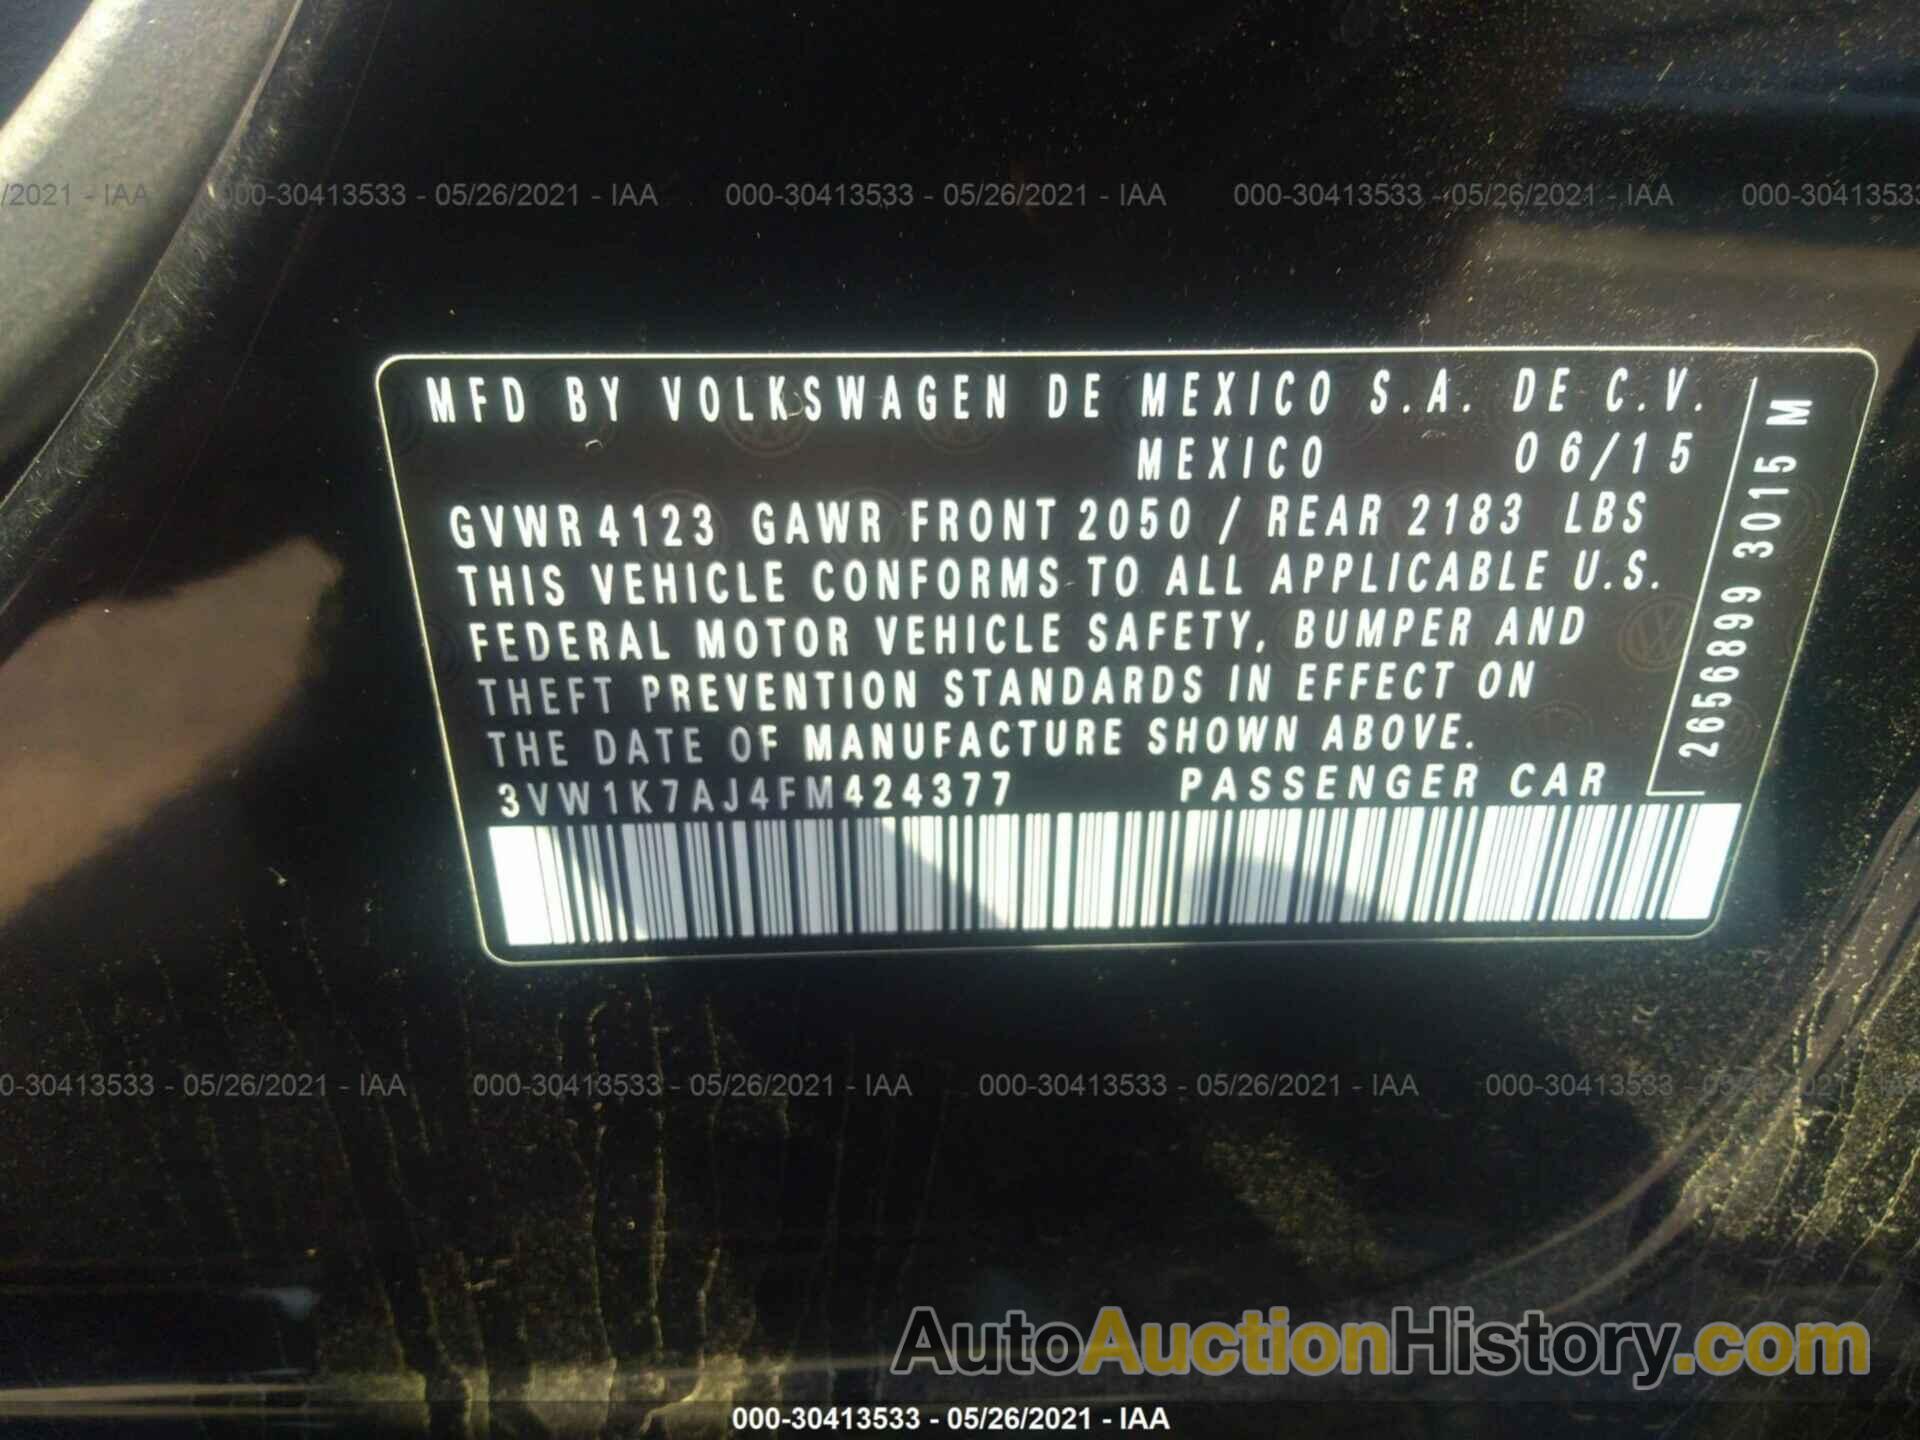 /2021 - IAA 000-30413533 - 05/26/2021 - IAA 000-30413533 - 05/26/2021 - IAA 000-30413533 - 05/26/2021 - IAA 000-3041353
MFD BY VOLKSWAGEN DE MEXICO S.A. DE C.V.
MEXICO 06/15
GVWR 4123 GAWR FRONT 2050 / REAR 2183 LBS
THIS VEHICLE CONFORMS TO ALL APPLICABLE U.S.
FEDERAL MOTOR VEHICLE SAFETY, BUMPER AND
THEFT PREVENTION STANDARDS IN EFFECT ON
THE DATE OF MANUFACTURE SHOWN ABOVE.
3VW1K7AJ4FM424377 PASSENGER CAR
2656899 3015 M
0-30413533 - 05/26/2021 - IAA 000-30413533 - 05/26/2021 - IAA 000-30413533 - 05/26/2021 - IAA 000-30413533 - 05/26/2021 - IAA
AutoAuctionHistory.com
000-30413533 - 05/26/2021 - IAA